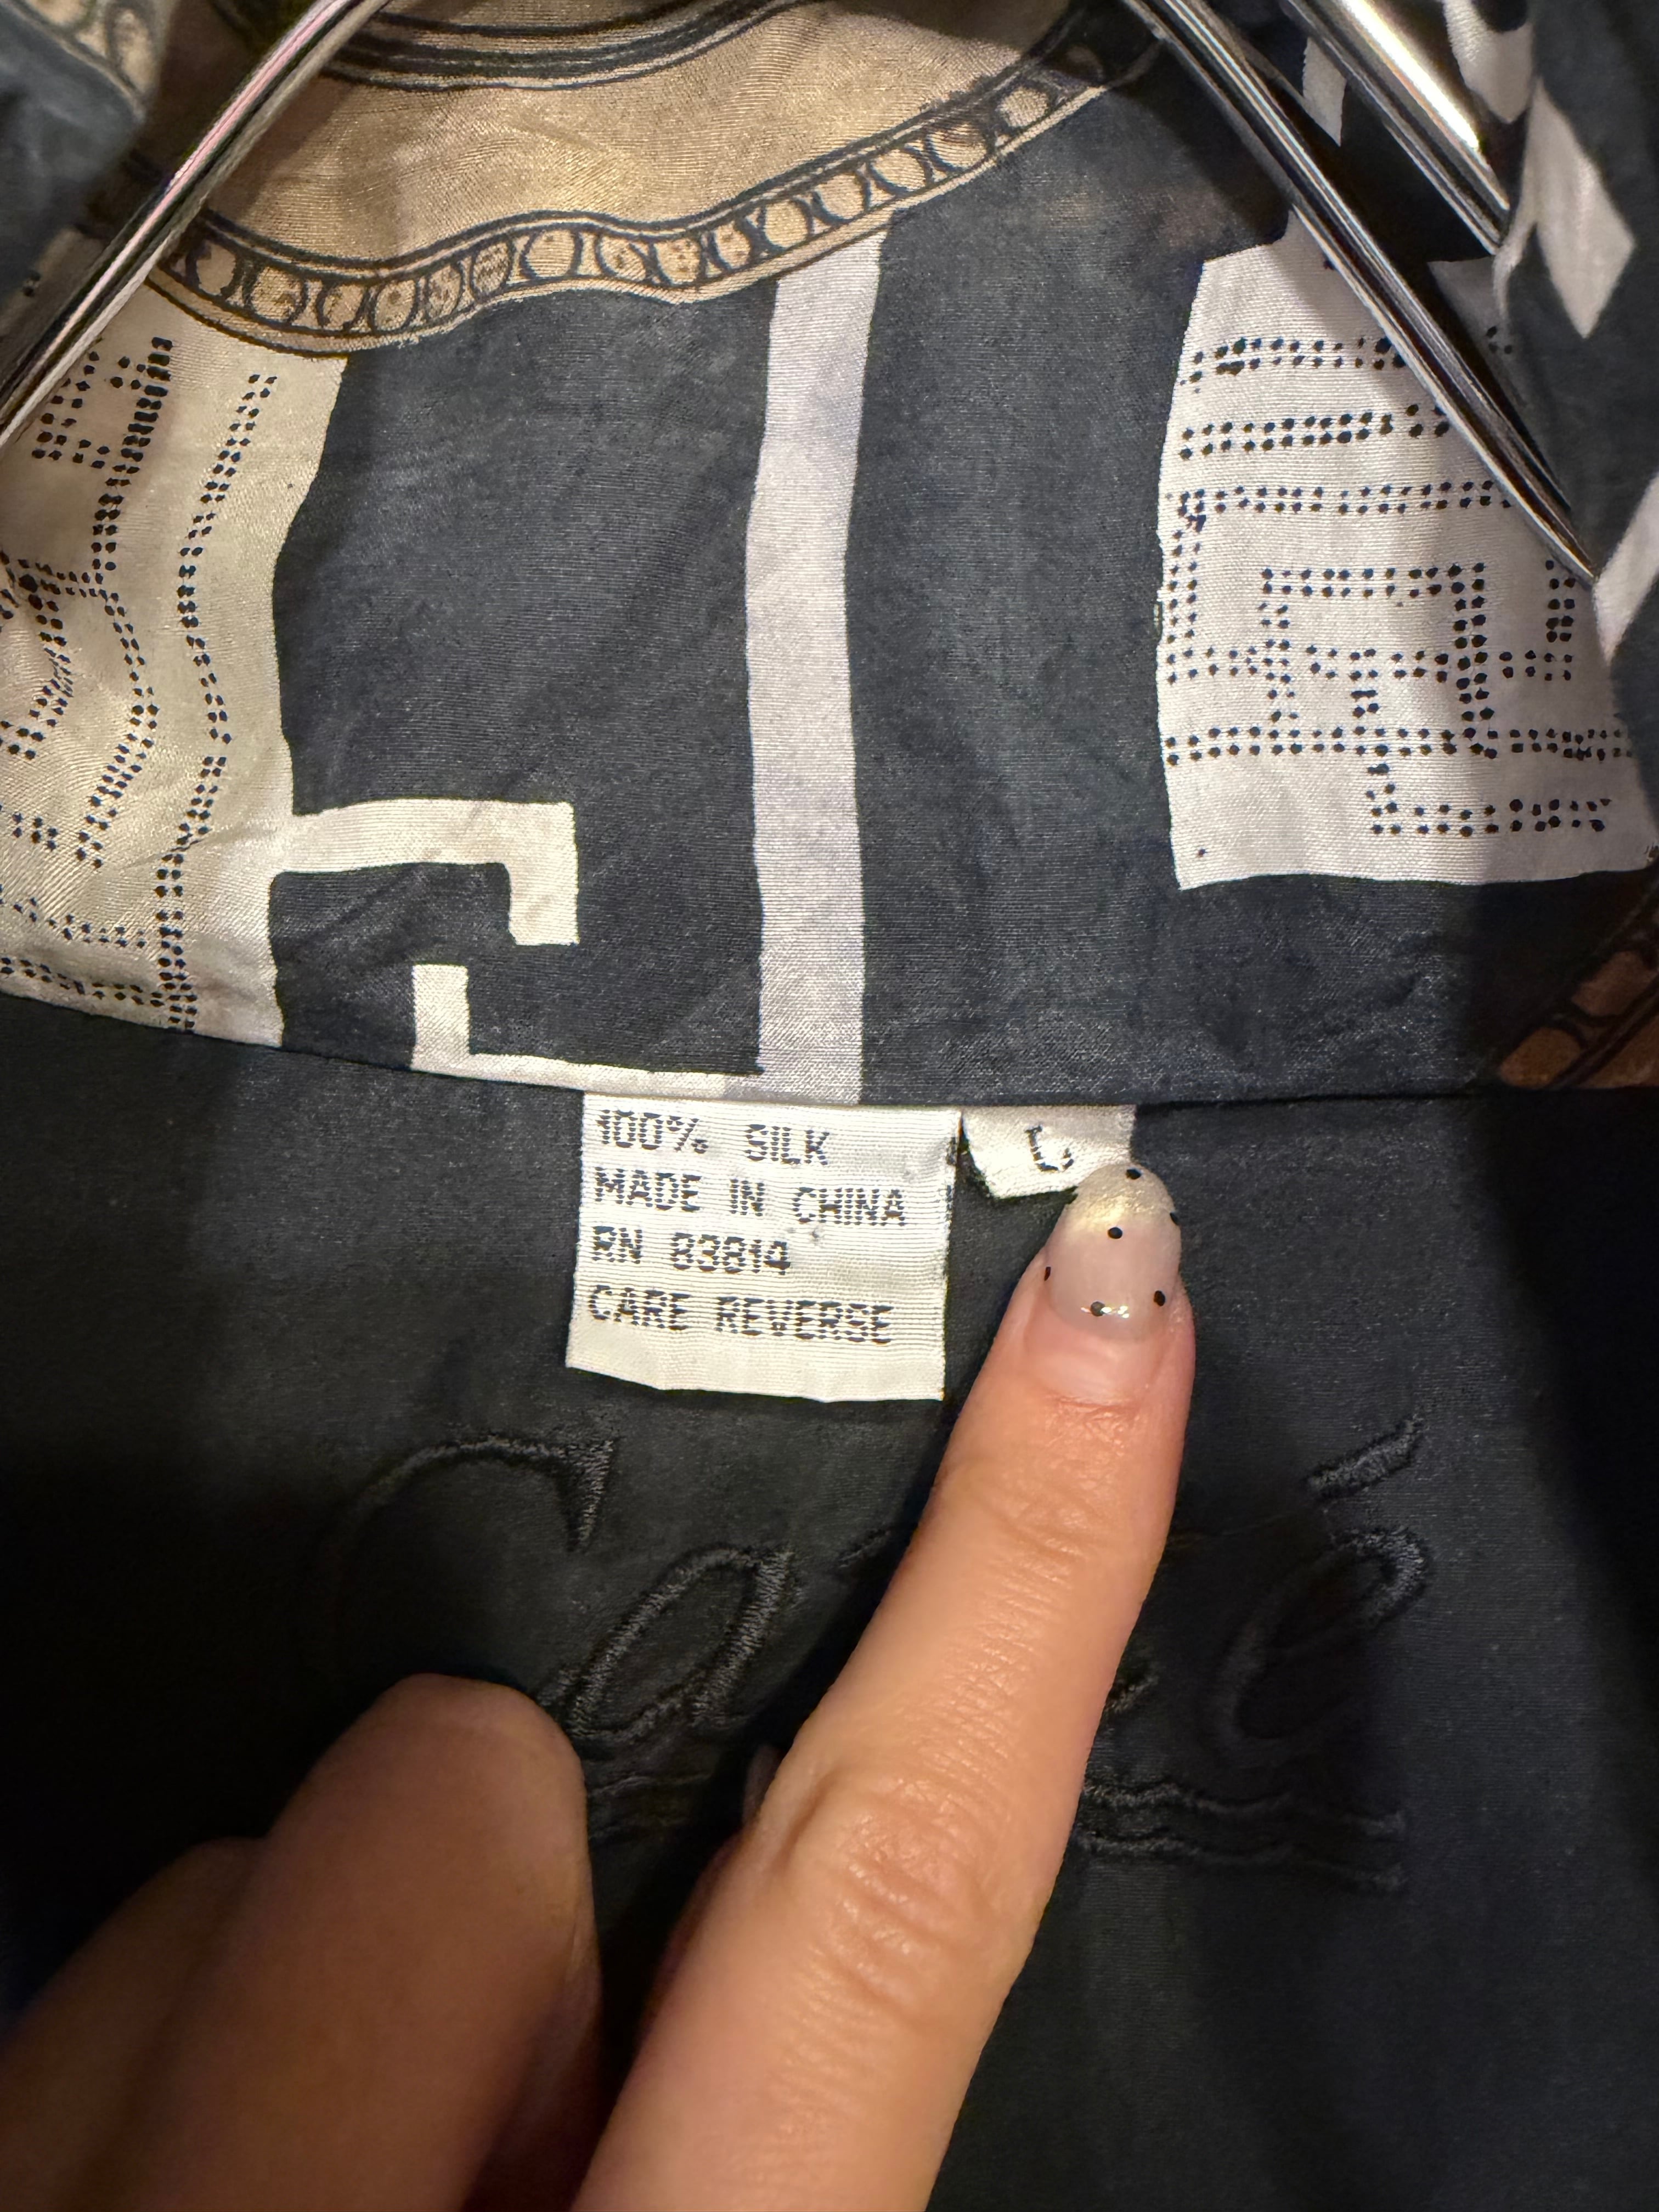 100% SILK
MADE IN CHINA
RN 83814
CARE REVERSE
L